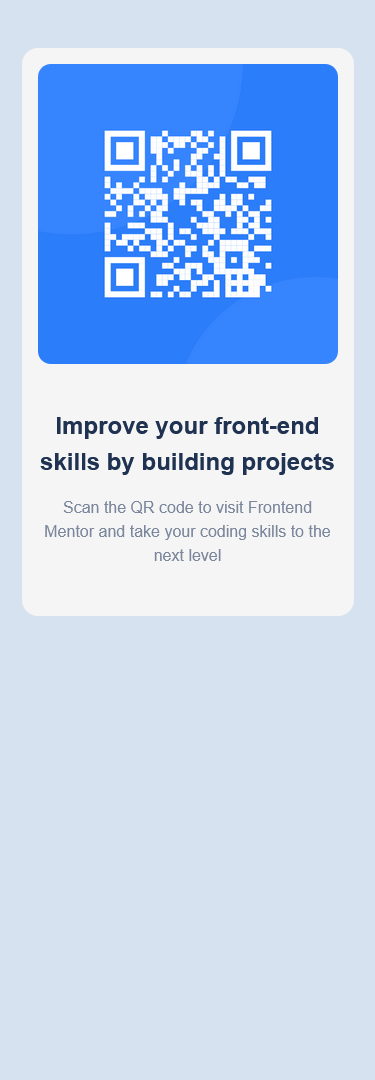 Improve your front-end
skills by building projects
Scan the QR code to visit Frontend
Mentor and take your coding skills to the
next level